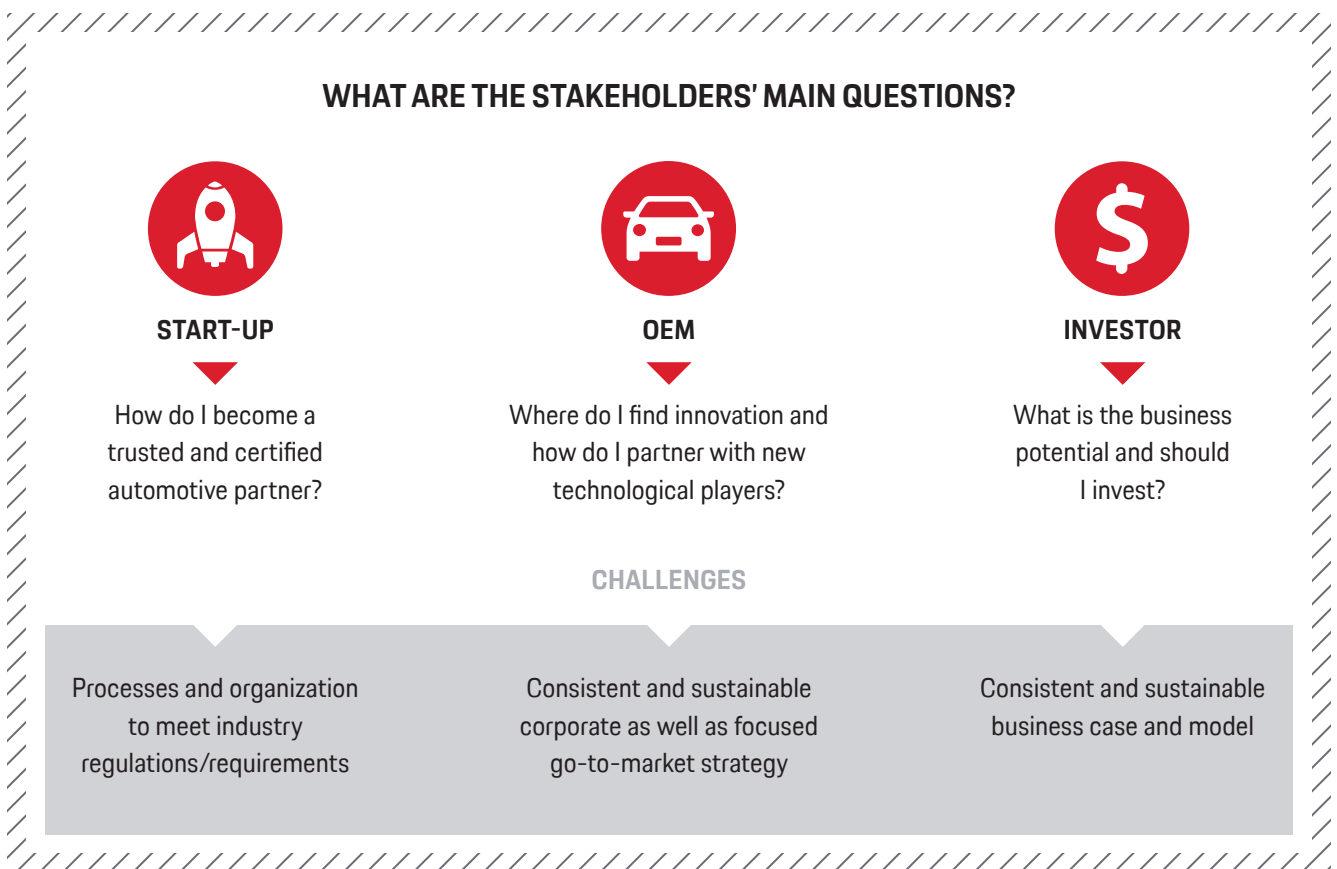 WHAT ARE THE STAKEHOLDERS' MAIN QUESTIONS?
$
START-UP
How do I become a
trusted and certified
automotive partner?
OEM
Where do I find innovation and
how do I partner with new
technological players?
INVESTOR
What is the business
potential and should
I invest?
CHALLENGES
Processes and organization
to meet industry
regulations/requirements
Consistent and sustainable
corporate as well as focused
go-to-market strategy
Consistent and sustainable
business case and model